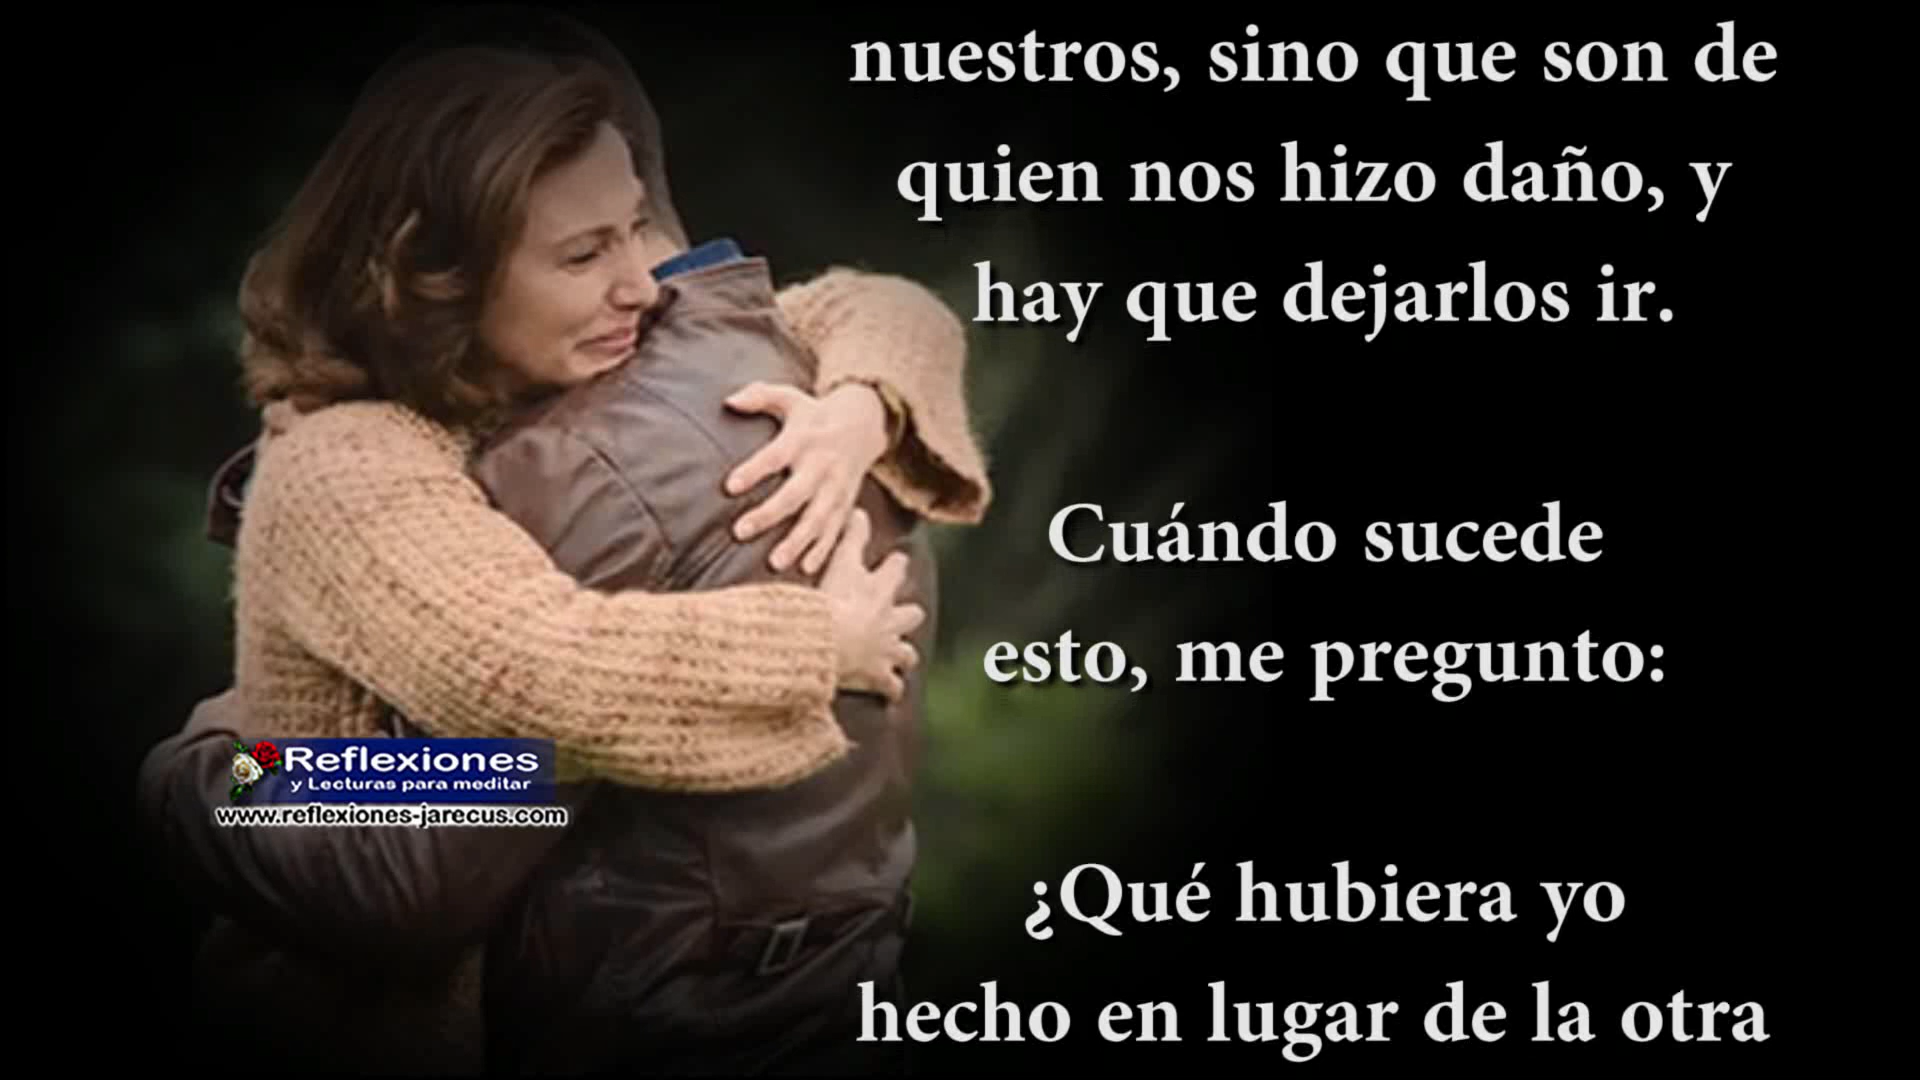 nuestros, sino que son de
quien nos hizo daño, y
hay que dejarlos ir.
Cuándo sucede
esto, me pregunto:
¿Qué hubiera yo
hecho en lugar de la otra
Reflexiones
y Lecturas para meditar
www.reflexiones-jarecus.com